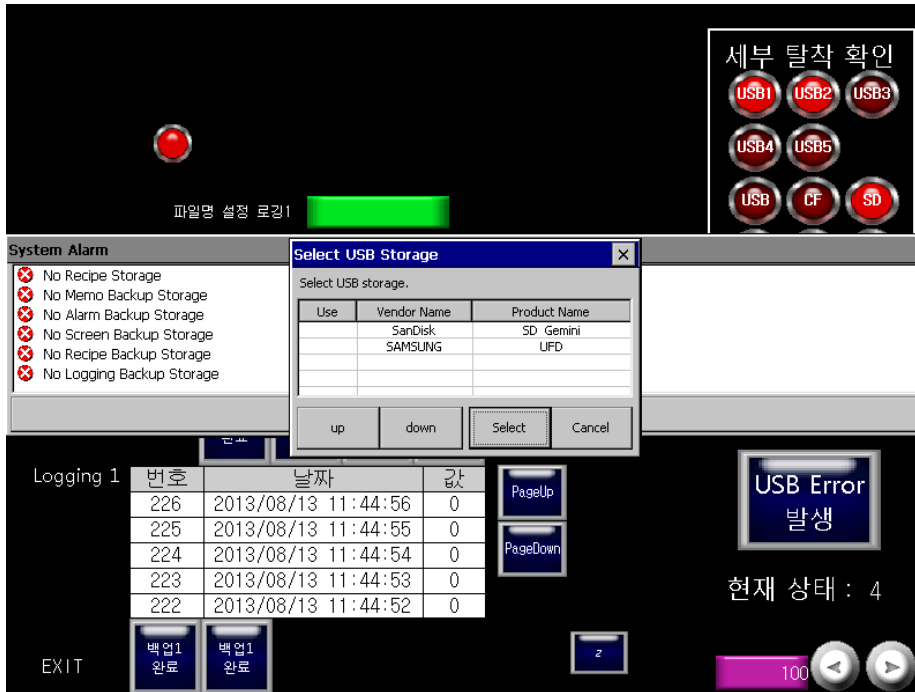 세부 탈착 확인
USB1 USB2 USB3
USB4 USB5
USB CF SD
파일명 설정 로깅1
System Alarm
No Recipe Storage
No Memo Backup Storage
No Alarm Backup Storage
No Screen Backup Storage
No Recipe Backup Storage
No Logging Backup Storage
Select USB Storage
Select USB storage.
Use Vendor Name Product Name
SanDisk SD Gemini
SAMSUNG UFD
up down Select Cancel
완료
Logging 1
번호 날짜 값
226 2013/08/13 11:44:56 0
225 2013/08/13 11:44:55 0
224 2013/08/13 11:44:54 0
223 2013/08/13 11:44:53 0
222 2013/08/13 11:44:52 0
PageUp
PageDown
USB Error
발생
현재 상태 : 4
EXIT
백업1
완료
백업1
완료
z
100